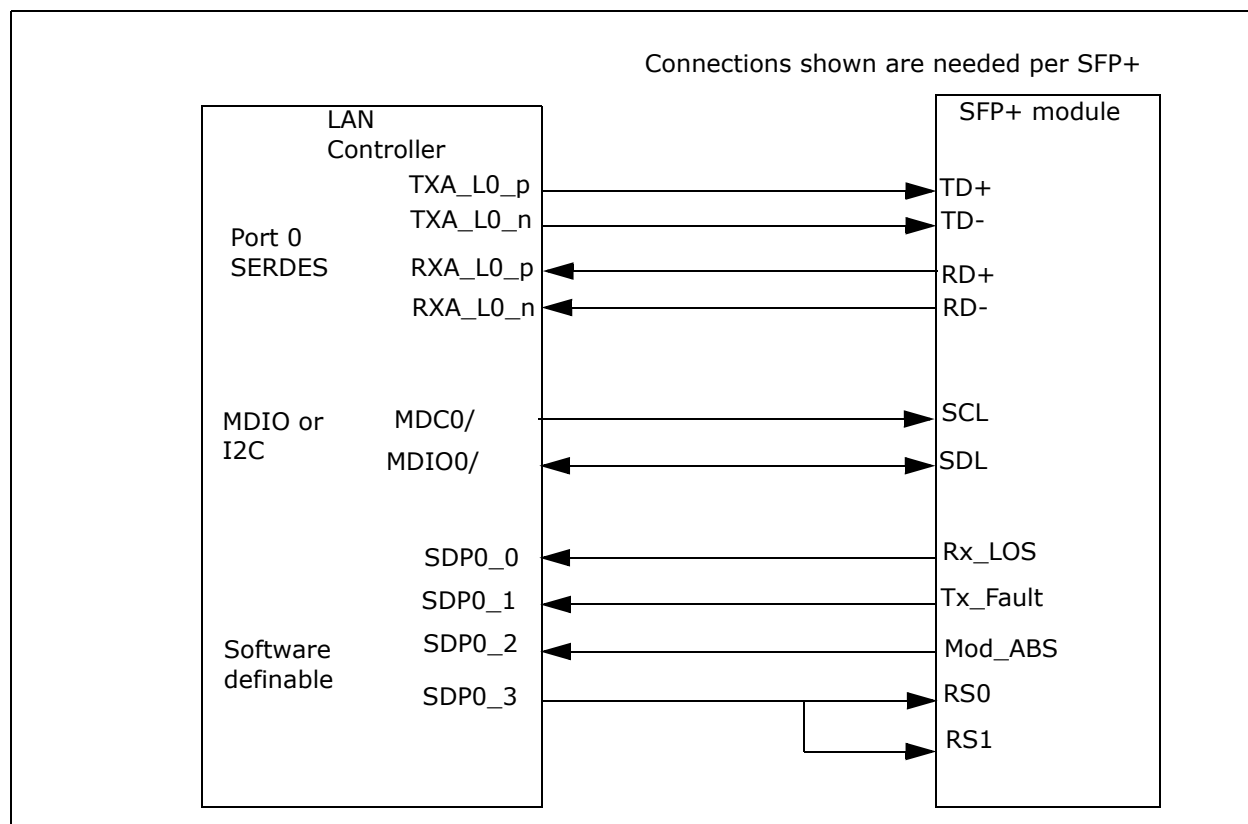 Connections shown are needed per SFP+
LAN
Controller
SFP+ module
TXA_L0_p
TD+
TXA_L0_n
TD-
Port 0
SERDES
RXA_L0_p
RD+
RXA_L0_n
RD-
MDIO or
I2C
MDC0/
SCL
MDIO0/
SDL
SDP0_0
Rx_LOS
SDP0_1
Tx_Fault
SDP0_2
Mod_ABS
Software
definable
SDP0_3
RS0
RS1